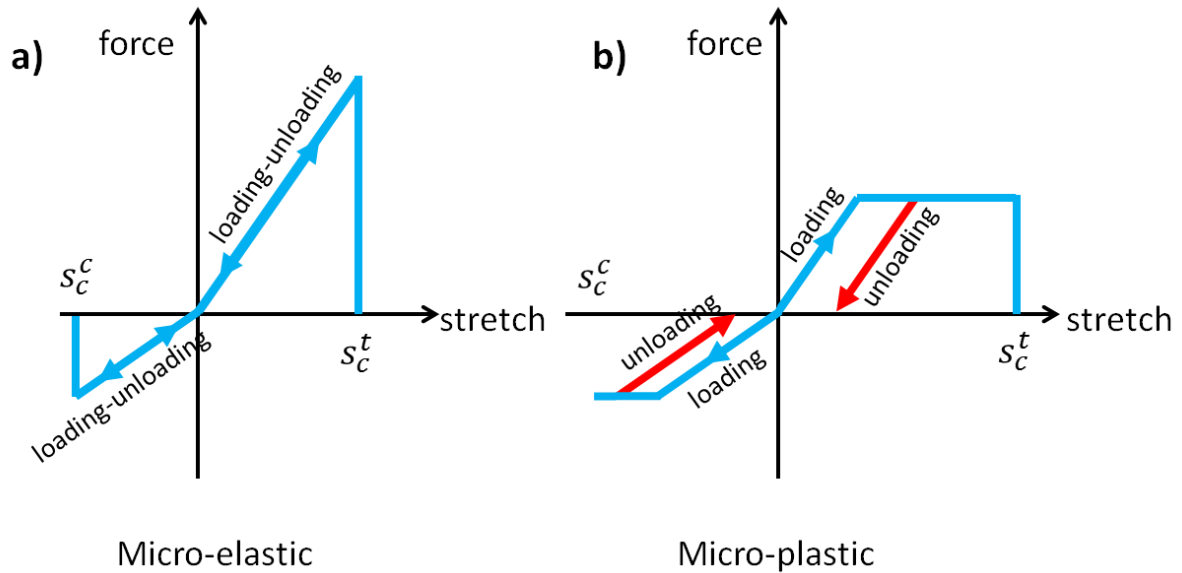 a)
force
loading-unloading
s_c^c
stretch
s_c^t
loading-unloading
Micro-elastic
b)
force
loading
unloading
s_c^c
stretch
s_c^t
unloading
loading
Micro-plastic